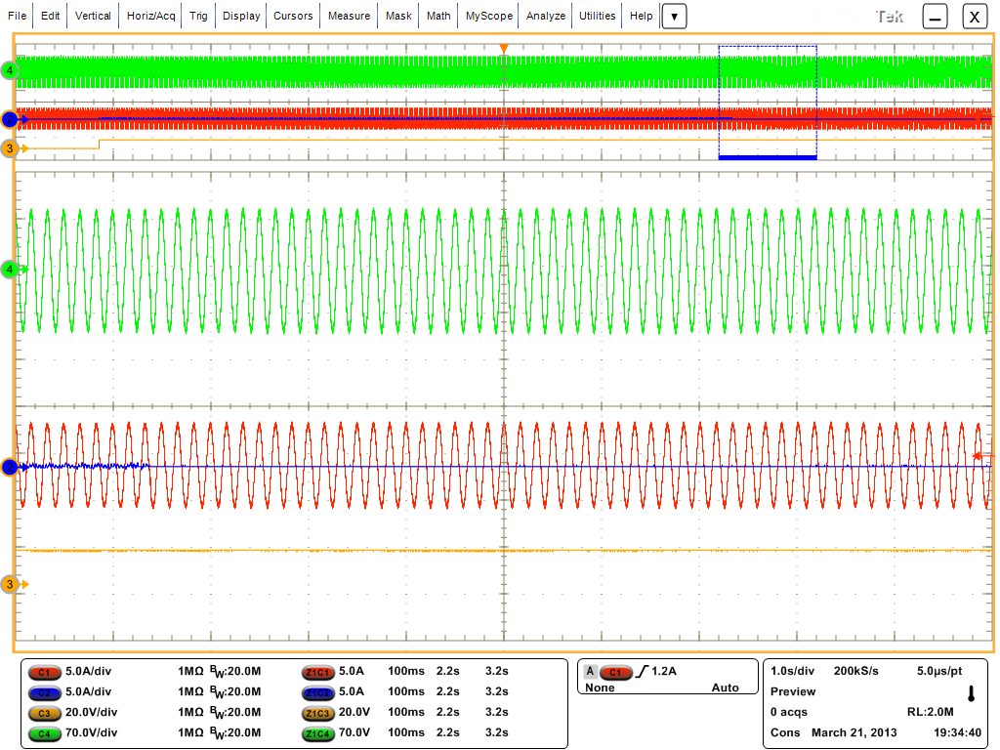 File Edit Vertical Horiz/Acq Trig Display Cursors Measure Mask Math MyScope Analyze Utilities Help Tek X
4
2
3
4
2
3
C1 5.0A/div 1MΩ BW:20.0M Z1C1 5.0A 100ms 2.2s 3.2s
C2 5.0A/div 1MΩ BW:20.0M Z1C2 5.0A 100ms 2.2s 3.2s
C3 20.0V/div 1MΩ BW:20.0M Z1C3 20.0V 100ms 2.2s 3.2s
C4 70.0V/div 1MΩ BW:20.0M Z1C4 70.0V 100ms 2.2s 3.2s
A C1 1.2A
None Auto
1.0s/div 200kS/s 5.0µs/pt
Preview
0 acqs RL:2.0M
Cons March 21, 2013 19:34:40